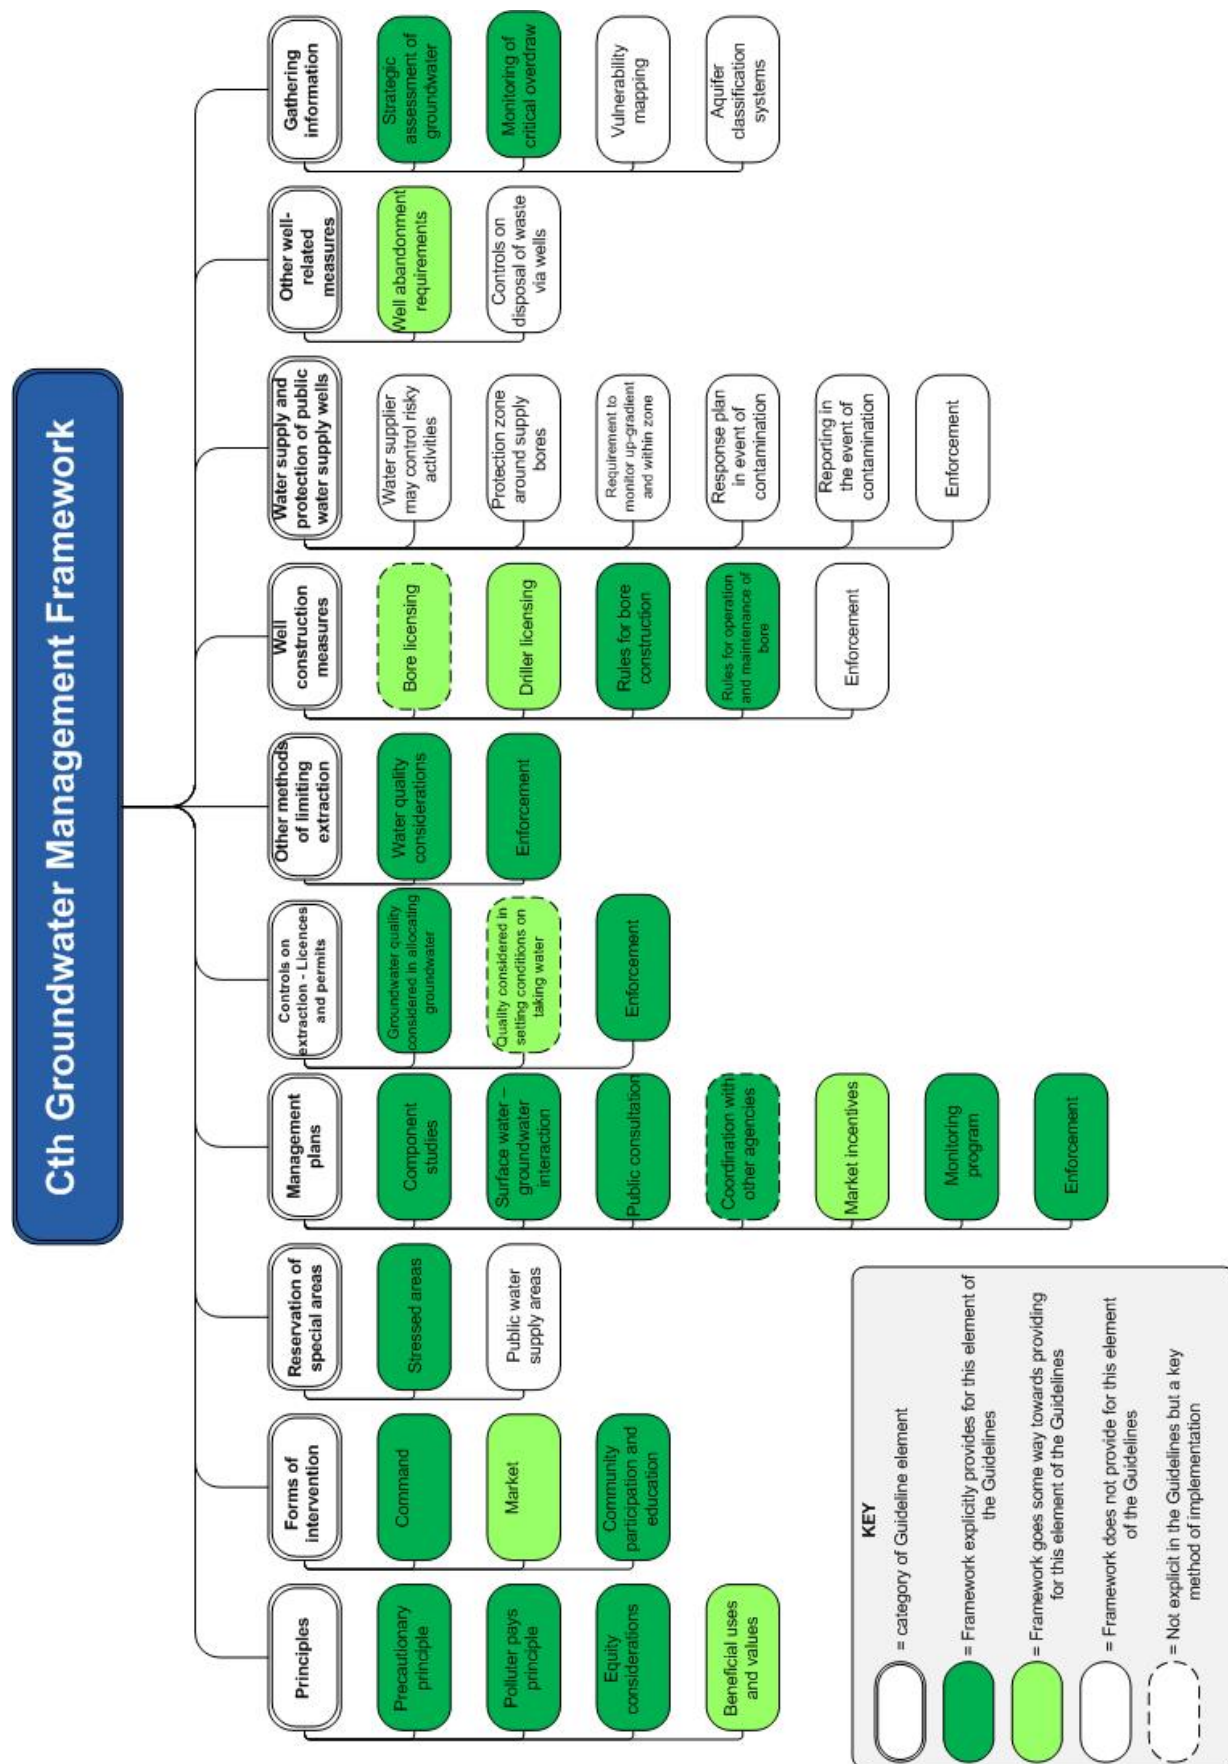 Cth Groundwater Management Framework
Principles
Precautionary
principle
Polluter pays
principle
Equity
considerations
Beneficial uses
and values
Forms of
intervention
Command
Market
Community
participation and
education
Reservation of
special areas
Stressed areas
Public water
supply areas
Management
plans
Component
studies
Surface water –
groundwater
interaction
Public consultation
Coordination with
other agencies
Market incentives
Monitoring
program
Enforcement
Controls on
extraction - Licences
and permits
Groundwater quality
considered in allocating
groundwater
Quality considered in
setting conditions on
taking water
Enforcement
Other methods
of limiting
extraction
Water quality
considerations
Enforcement
Well
construction
measures
Bore licensing
Driller licensing
Rules for bore
construction
Rules for operation
and maintenance of
bore
Enforcement
Water supply and
protection of public
water supply wells
Water supplier
may control risky
activities
Protection zone
around supply
bores
Requirement to
monitor up-gradient
and within zone
Response plan
in event of
contamination
Reporting in
the event of
contamination
Enforcement
Other well-
related
measures
Well abandonment
requirements
Controls on
disposal of waste
via wells
Gathering
information
Strategic
assessment of
groundwater
Monitoring of
critical overdraw
Vulnerability
mapping
Aquifer
classification
systems
KEY
= category of Guideline element
= Framework explicitly provides for this element of
the Guidelines
= Framework goes some way towards providing
for this element of the Guidelines
= Framework does not provide for this element
of the Guidelines
= Not explicit in the Guidelines but a key
method of implementation